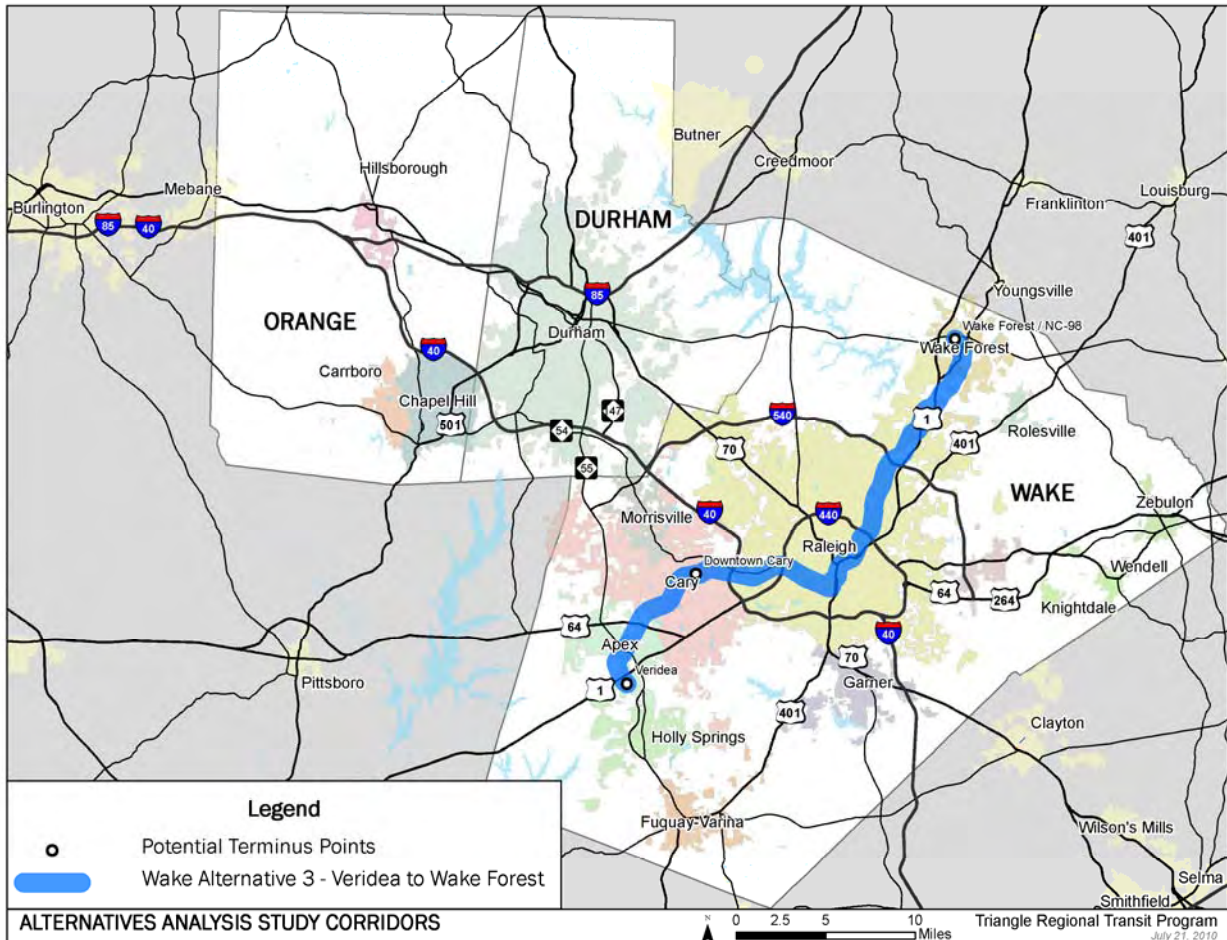 Butner
Creedmoor
Hillsborough
Mebane
Burlington
85
40
Louisburg
Franklinton
401
DURHAM
Youngsville
85
ORANGE
Durham
Wake Forest / NC-98
Wake Forest
40
Carrboro
Chapel Hill
501
54
147
55
540
1
401
Rolesville
70
WAKE
Zebulon
Morrisville
40
440
Raleigh
Downtown Cary
Cary
Wendell
64
264
Knightdale
64
Apex
40
Veridea
70
Garner
Pittsboro
1
401
Clayton
Holly Springs
Fuquay-Varina
Wilson's Mills
Selma
Smithfield
Legend
Potential Terminus Points
Wake Alternative 3 - Veridea to Wake Forest
ALTERNATIVES ANALYSIS STUDY CORRIDORS
N
0 2.5 5 10
Miles
Triangle Regional Transit Program
July 21, 2010